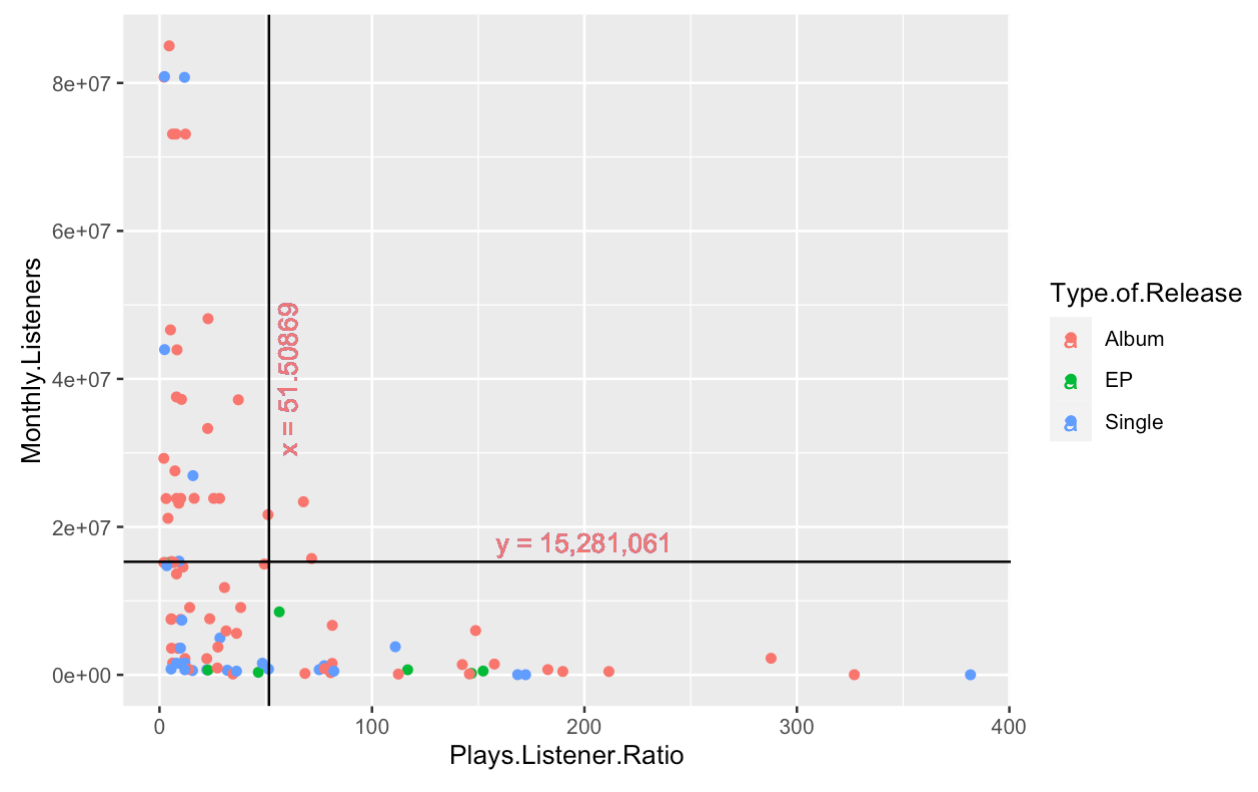 8e+07
6e+07
4e+07
2e+07
0e+00
Monthly.Listeners
x = 51.50869
y = 15,281,061
0
100
200
300
400
Plays.Listener.Ratio
Type.of.Release
a Album
a EP
a Single